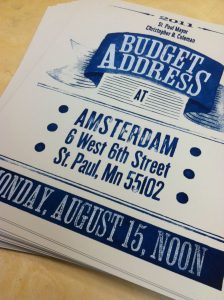 2011
St. Paul Mayor
Christopher B. Coleman
BUDGET
ADDRESS
AT
AMSTERDAM
6 West 6th Street
St. Paul, Mn 55102
MONDAY, AUGUST 15, NOON